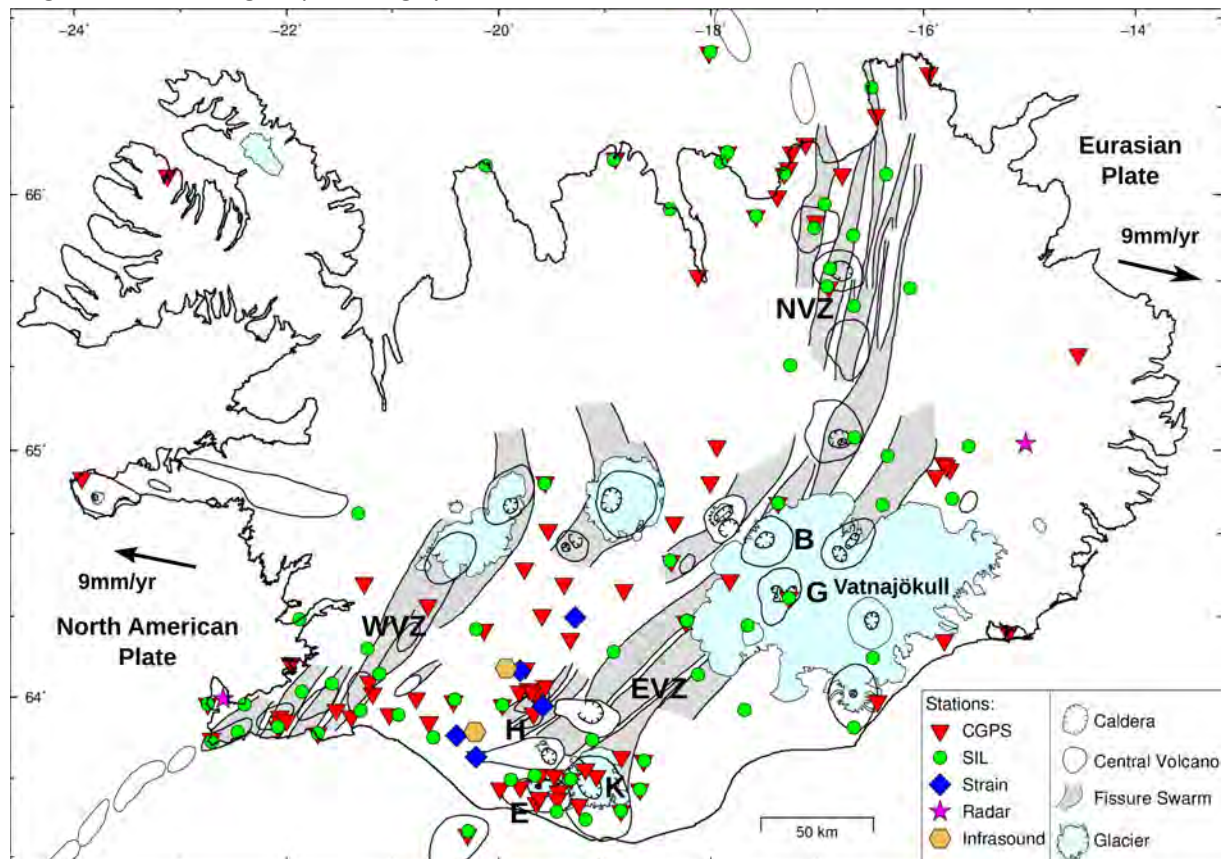 −24
−22
−20
−18
−16
−14
66
65
64
Eurasian
Plate
9mm/yr
NVZ
B
G
Vatnajökull
9mm/yr
North American
Plate
WVZ
EVZ
H
K
E
50 km
Stations:
CGPS
SIL
Strain
Radar
Infrasound
Caldera
Central Volcano
Fissure Swarm
Glacier